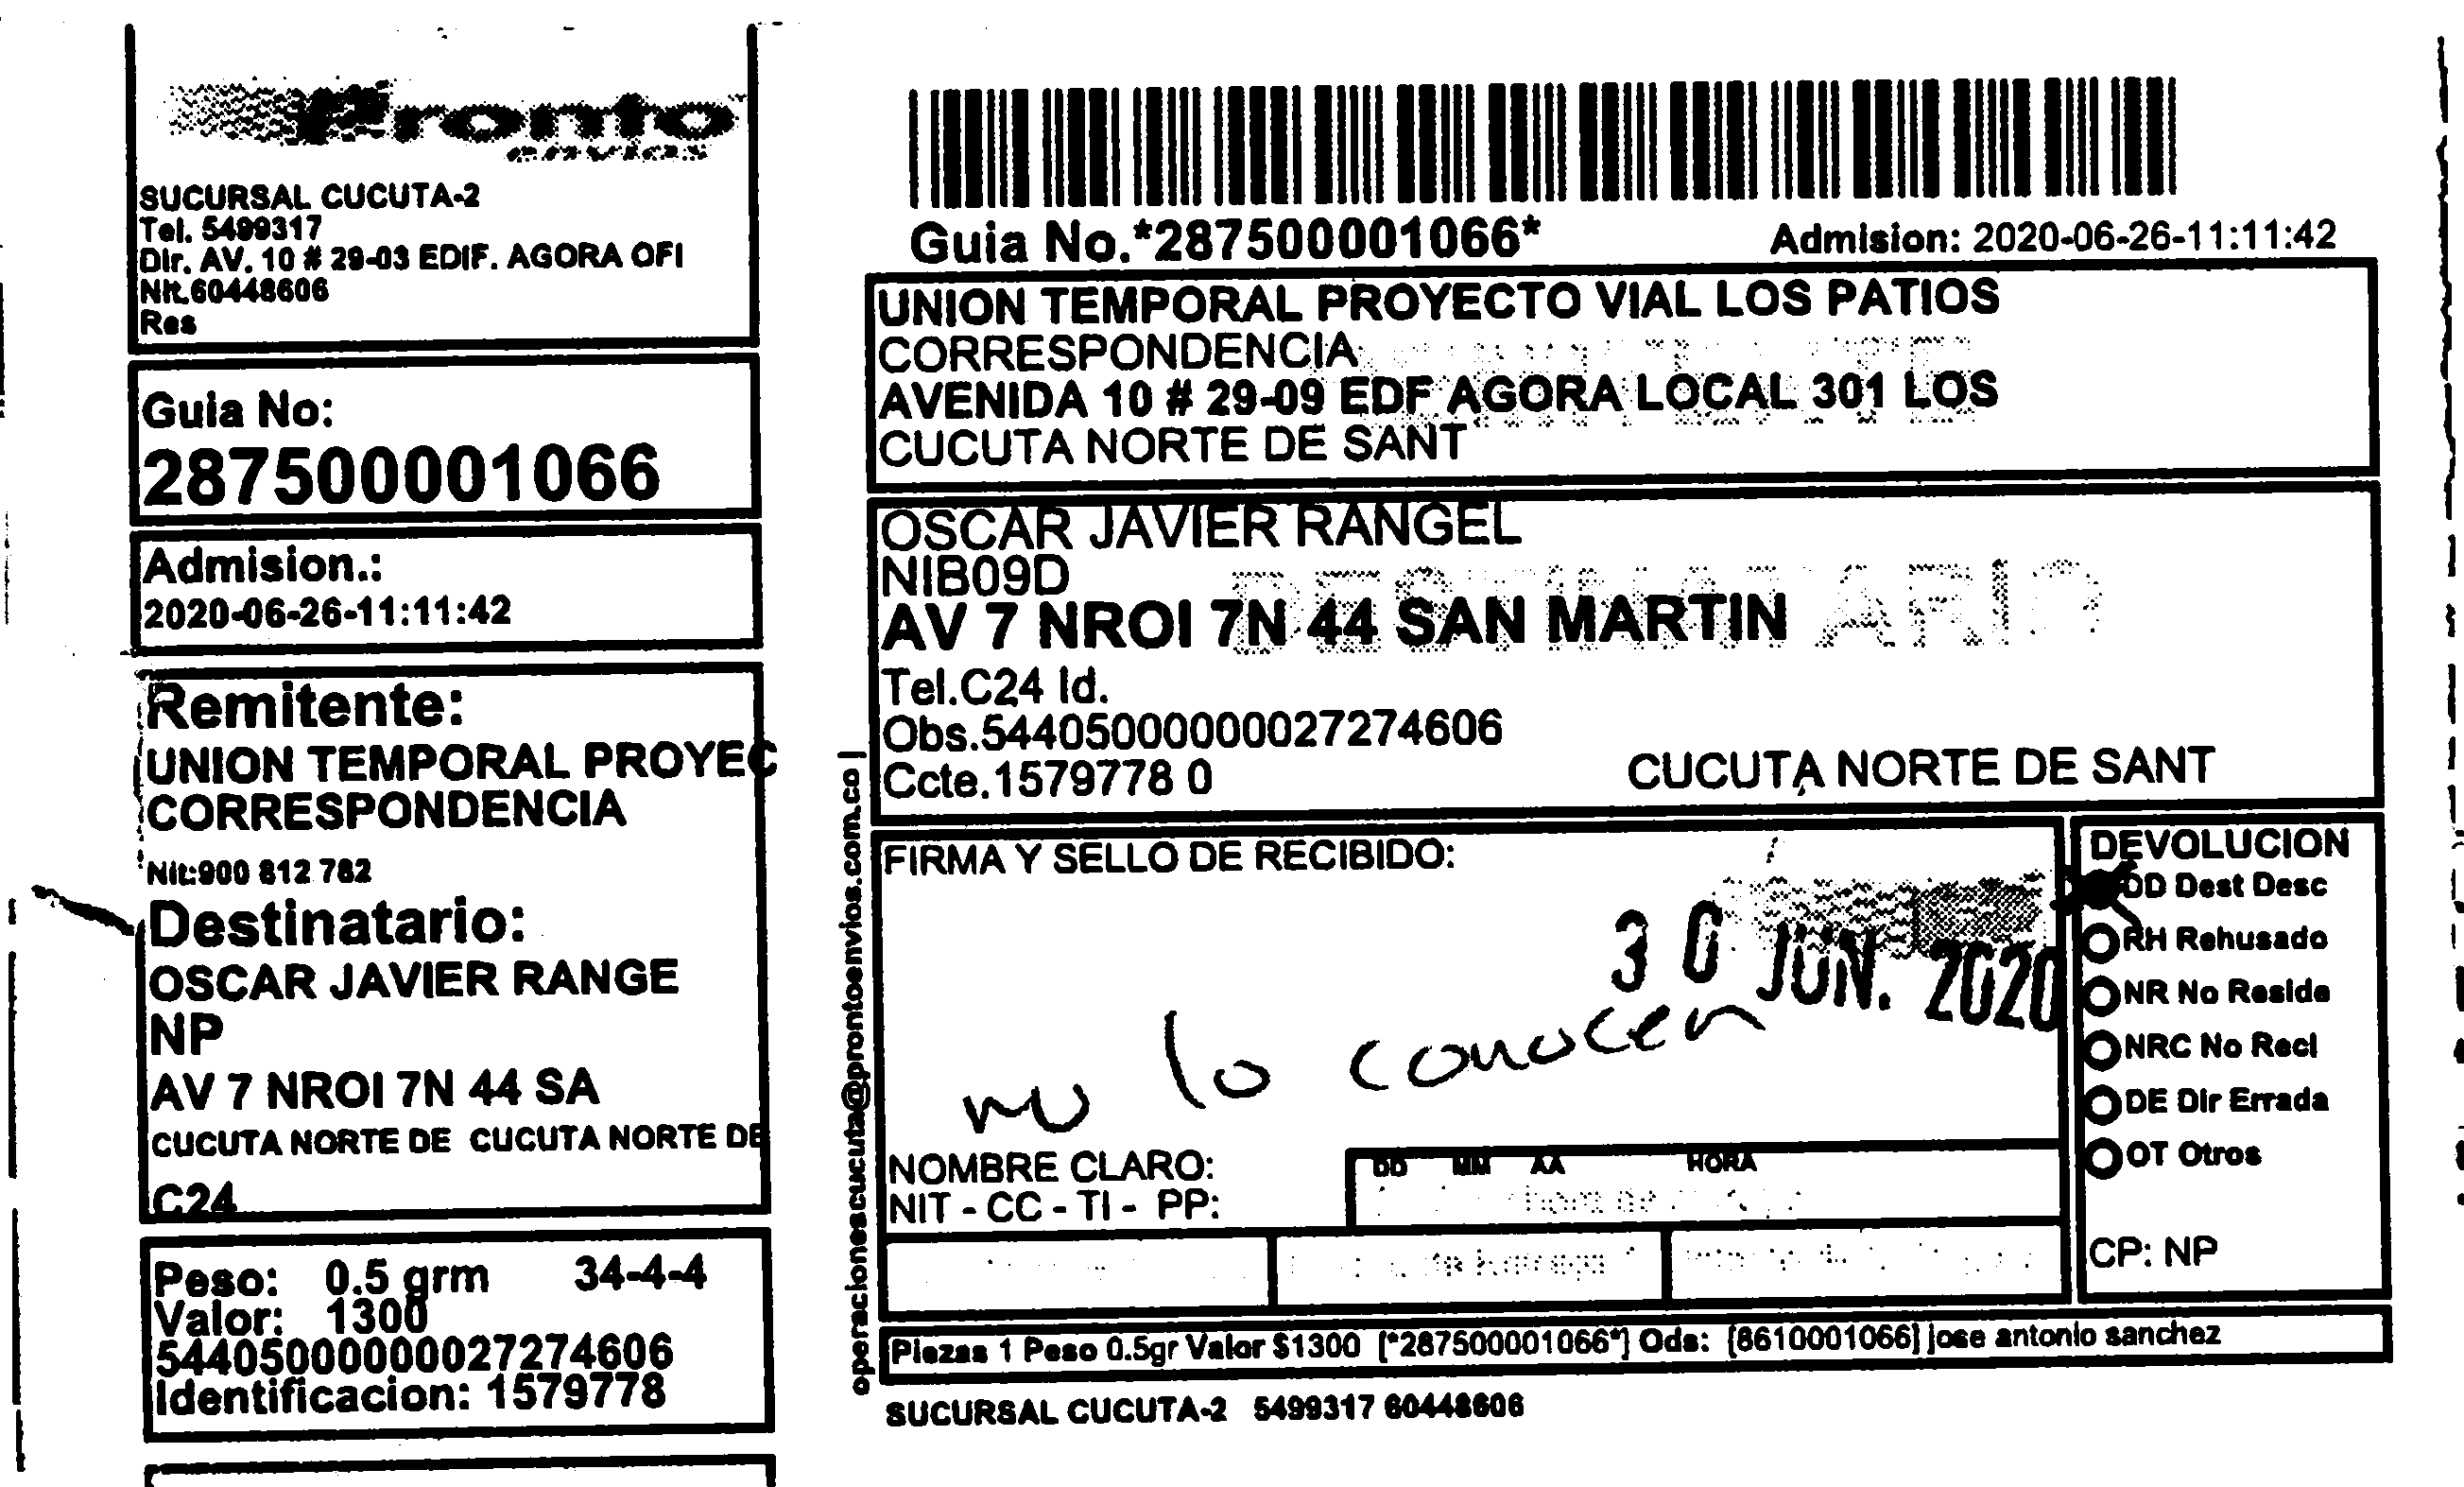 Pronto
SUCURSAL CUCUTA-2
Tel. 5499317
Dir. AV. 10 # 29-03 EDIF. AGORA OFI
Nit.60448606
Res
Guia No:
287500001066
Admision.:
2020-06-26-11:11:42
Remitente:
UNION TEMPORAL PROYEC
CORRESPONDENCIA
Nit:900 812 782
Destinatario:
OSCAR JAVIER RANGE
NP
AV 7 NROI 7N 44 SA
CUCUTA NORTE DE CUCUTA NORTE DE
C24
Peso: 0.5 grm 34-4-4
Valor: 1300
544050000000027274606
Identificacion: 1579778
Guia No.*287500001066* Admision: 2020-06-26-11:11:42
UNION TEMPORAL PROYECTO VIAL LOS PATIOS
CORRESPONDENCIA
AVENIDA 10 # 29-09 EDF AGORA LOCAL 301 LOS
CUCUTA NORTE DE SANT
OSCAR JAVIER RANGEL
NIB09D
DESTINATARIO
AV 7 NROI 7N 44 SAN MARTIN
Tel.C24 Id.
Obs.544050000000027274606
Ccte.1579778 0 CUCUTA NORTE DE SANT
operacionescucuta@prontoenvios.com.co |
FIRMA Y SELLO DE RECIBIDO:
30 JUN. 2020
no lo conocen
NOMBRE CLARO:
NIT - CC - TI - PP:
DD MM AA HORA
DEVOLUCION
DD Dest Desc
RH Rehusado
NR No Reside
NRC No Recl
DE Dir Errada
OT Otros
CP: NP
Piezas 1 Peso 0.5gr Valor $1300 [*287500001066*] Ods: [8610001066] jose antonio sanchez
SUCURSAL CUCUTA-2 5499317 60448606